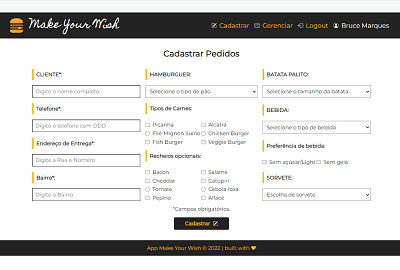 Make Your Wish
Cadastrar
Gerenciar
Logout
Bruce Marques
Cadastrar Pedidos
CLIENTE*:
Digite o nome completo
Telefone*:
Digite o telefone com DDD
Endereço de Entrega*:
Digite a Rua e Número
Bairro*:
Digite o Bairro
HAMBURGUER:
Selecione o tipo de pão
Tipos de Carnes:
Picanha
Alcatra
Filé-Mignon Suíno
Chicken Burger
Fish Burger
Veggie Burger
Recheios opcionais:
Bacon
Salame
Cheddar
Catupiri
Tomate
Cebola roxa
Pepino
Alface
BATATA PALITO:
Selecione o tamanho da batata
BEBIDA:
Selecione o tipo de bebida
Preferência de bebida:
Sem açúcar/Light
Sem gelo
SORVETE:
Escolha de sorvete
*Campos obrigatórios.
Cadastrar
App Make Your Wish © 2022 | built with